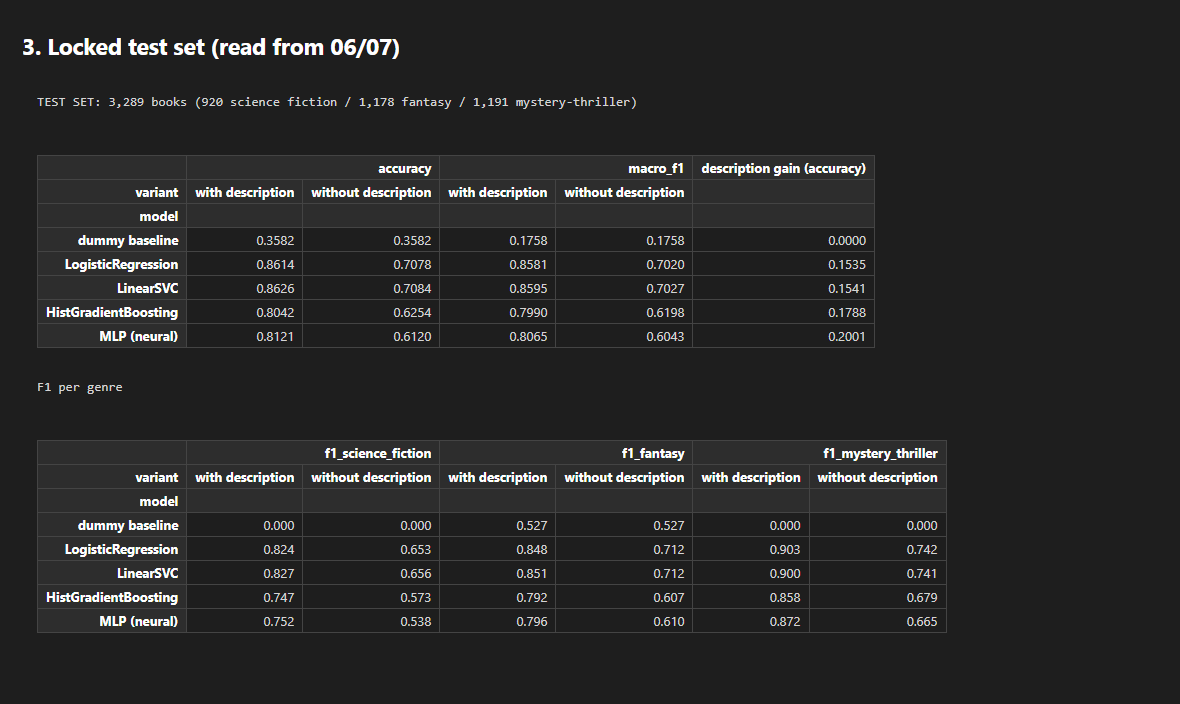 3. Locked test set (read from 06/07)
TEST SET: 3,289 books (920 science fiction / 1,178 fantasy / 1,191 mystery-thriller)
accuracy macro_f1 description gain (accuracy)
variant with description without description with description without description
model
dummy baseline 0.3582 0.3582 0.1758 0.1758 0.0000
LogisticRegression 0.8614 0.7078 0.8581 0.7020 0.1535
LinearSVC 0.8626 0.7084 0.8595 0.7027 0.1541
HistGradientBoosting 0.8042 0.6254 0.7990 0.6198 0.1788
MLP (neural) 0.8121 0.6120 0.8065 0.6043 0.2001
F1 per genre
f1_science_fiction f1_fantasy f1_mystery_thriller
variant with description without description with description without description with description without description
model
dummy baseline 0.000 0.000 0.527 0.527 0.000 0.000
LogisticRegression 0.824 0.653 0.848 0.712 0.903 0.742
LinearSVC 0.827 0.656 0.851 0.712 0.900 0.741
HistGradientBoosting 0.747 0.573 0.792 0.607 0.858 0.679
MLP (neural) 0.752 0.538 0.796 0.610 0.872 0.665